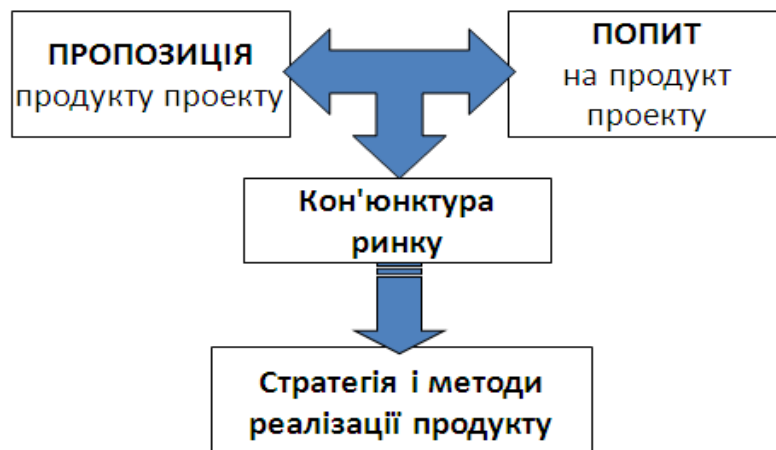 ПРОПОЗИЦІЯ
продукту проекту
ПОПИТ
на продукт
проекту
Кон'юнктура
ринку
Стратегія і методи
реалізації продукту